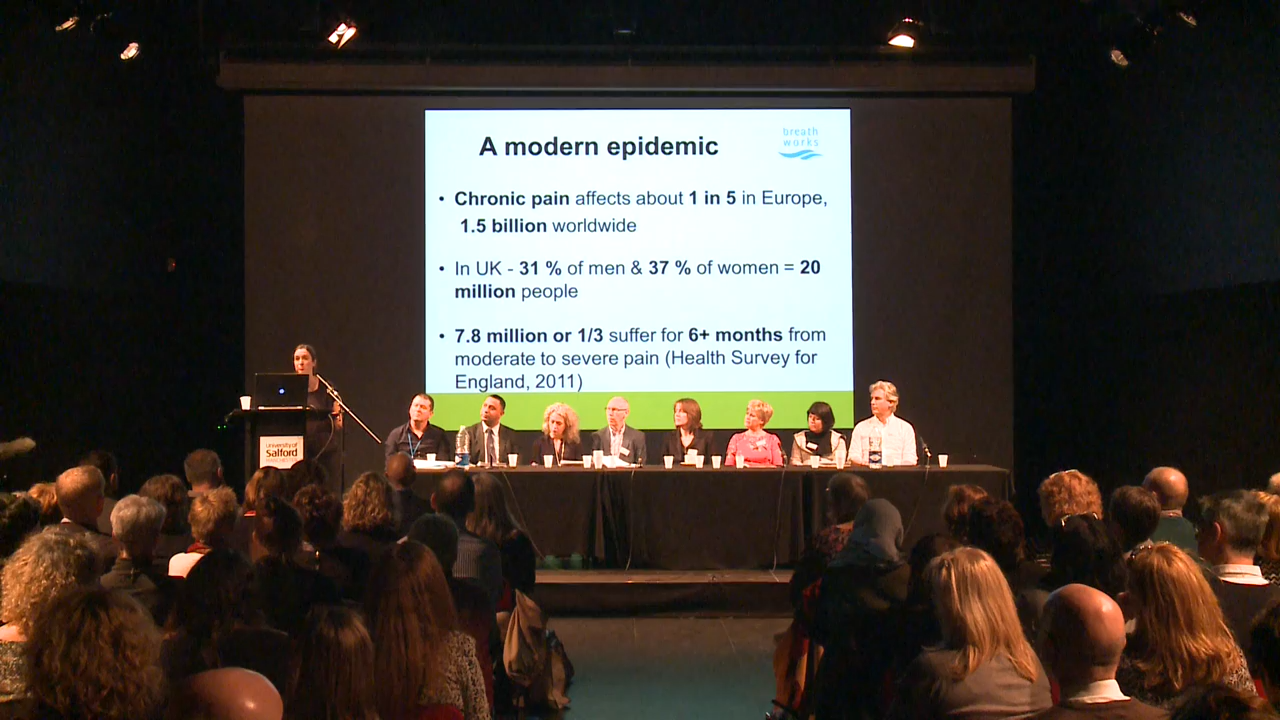 A modern epidemic
breath
works
• Chronic pain affects about 1 in 5 in Europe,
1.5 billion worldwide
• In UK - 31 % of men & 37 % of women = 20
million people
• 7.8 million or 1/3 suffer for 6+ months from
moderate to severe pain (Health Survey for
England, 2011)
University of
Salford